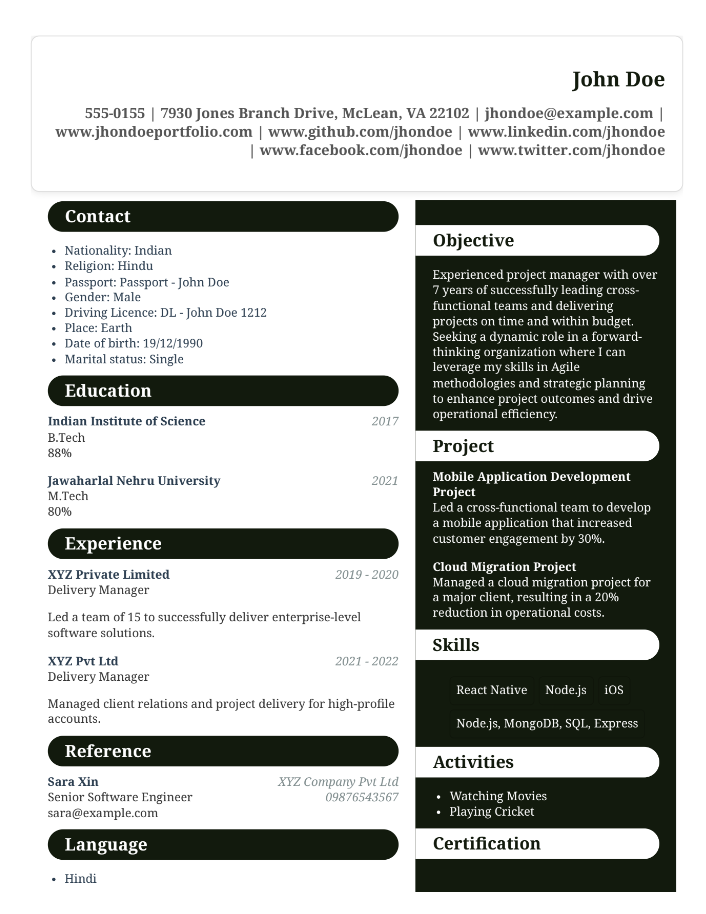 John Doe
555-0155 | 7930 Jones Branch Drive, McLean, VA 22102 | jhondoe@example.com |
www.jhondoeportfolio.com | www.github.com/jhondoe | www.linkedin.com/jhondoe
| www.facebook.com/jhondoe | www.twitter.com/jhondoe
Contact
• Nationality: Indian
• Religion: Hindu
• Passport: Passport - John Doe
• Gender: Male
• Driving Licence: DL - John Doe 1212
• Place: Earth
• Date of birth: 19/12/1990
• Marital status: Single
Education
Indian Institute of Science 2017
B.Tech
88%
Jawaharlal Nehru University 2021
M.Tech
80%
Experience
XYZ Private Limited 2019 - 2020
Delivery Manager
Led a team of 15 to successfully deliver enterprise-level
software solutions.
XYZ Pvt Ltd 2021 - 2022
Delivery Manager
Managed client relations and project delivery for high-profile
accounts.
Reference
Sara Xin XYZ Company Pvt Ltd
Senior Software Engineer 09876543567
sara@example.com
Language
• Hindi
Objective
Experienced project manager with over
7 years of successfully leading cross-
functional teams and delivering
projects on time and within budget.
Seeking a dynamic role in a forward-
thinking organization where I can
leverage my skills in Agile
methodologies and strategic planning
to enhance project outcomes and drive
operational efficiency.
Project
Mobile Application Development
Project
Led a cross-functional team to develop
a mobile application that increased
customer engagement by 30%.
Cloud Migration Project
Managed a cloud migration project for
a major client, resulting in a 20%
reduction in operational costs.
Skills
React Native Node.js iOS
Node.js, MongoDB, SQL, Express
Activities
• Watching Movies
• Playing Cricket
Certification